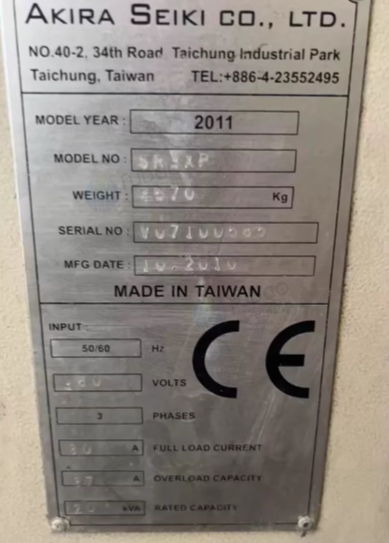 AKIRA SEIKI CO., LTD.
NO.40-2, 34th Road Taichung Industrial Park
Taichung, Taiwan TEL:+886-4-23552495
MODEL YEAR : 2011
MODEL NO :
WEIGHT : Kg
SERIAL NO :
MFG DATE : 10.2010
MADE IN TAIWAN
INPUT :
50/60 Hz
VOLTS
3 PHASES
A FULL LOAD CURRENT
A OVERLOAD CAPACITY
kVA RATED CAPACITY
CE